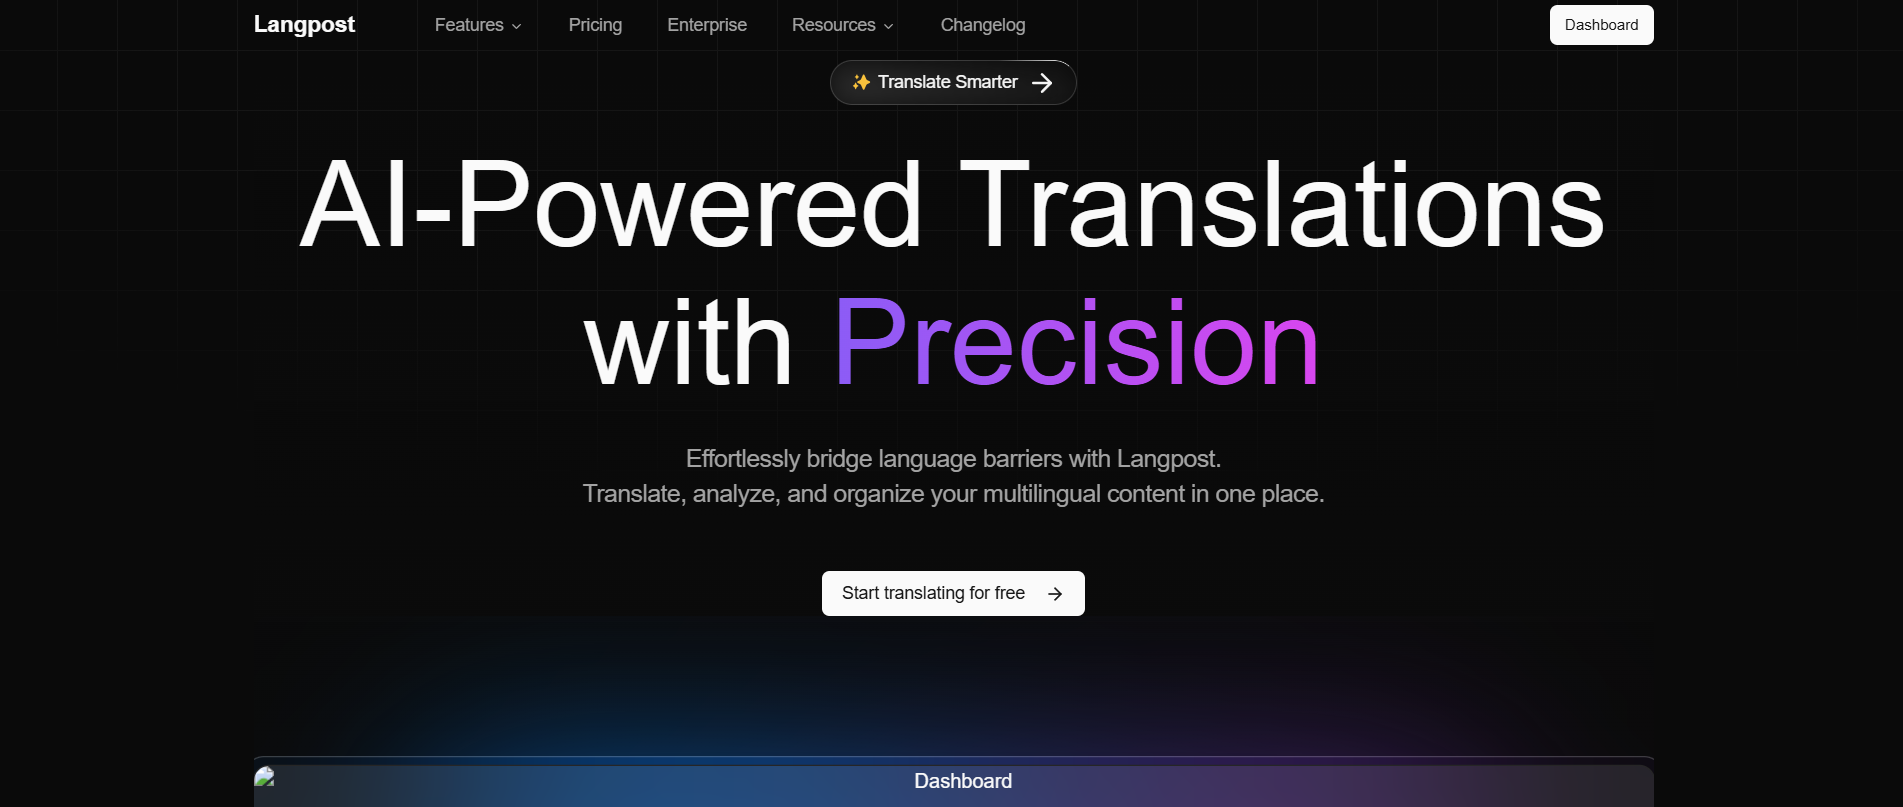 Langpost Features Pricing Enterprise Resources Changelog Dashboard
✨ Translate Smarter →
AI-Powered Translations
with Precision
Effortlessly bridge language barriers with Langpost.
Translate, analyze, and organize your multilingual content in one place.
Start translating for free →
Dashboard